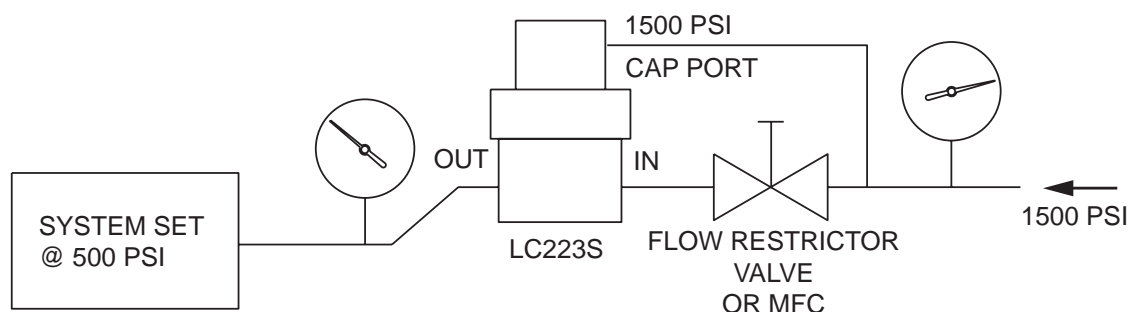 1500 PSI
CAP PORT
OUT
IN
SYSTEM SET
@ 500 PSI
LC223S
FLOW RESTRICTOR
VALVE
OR MFC
1500 PSI